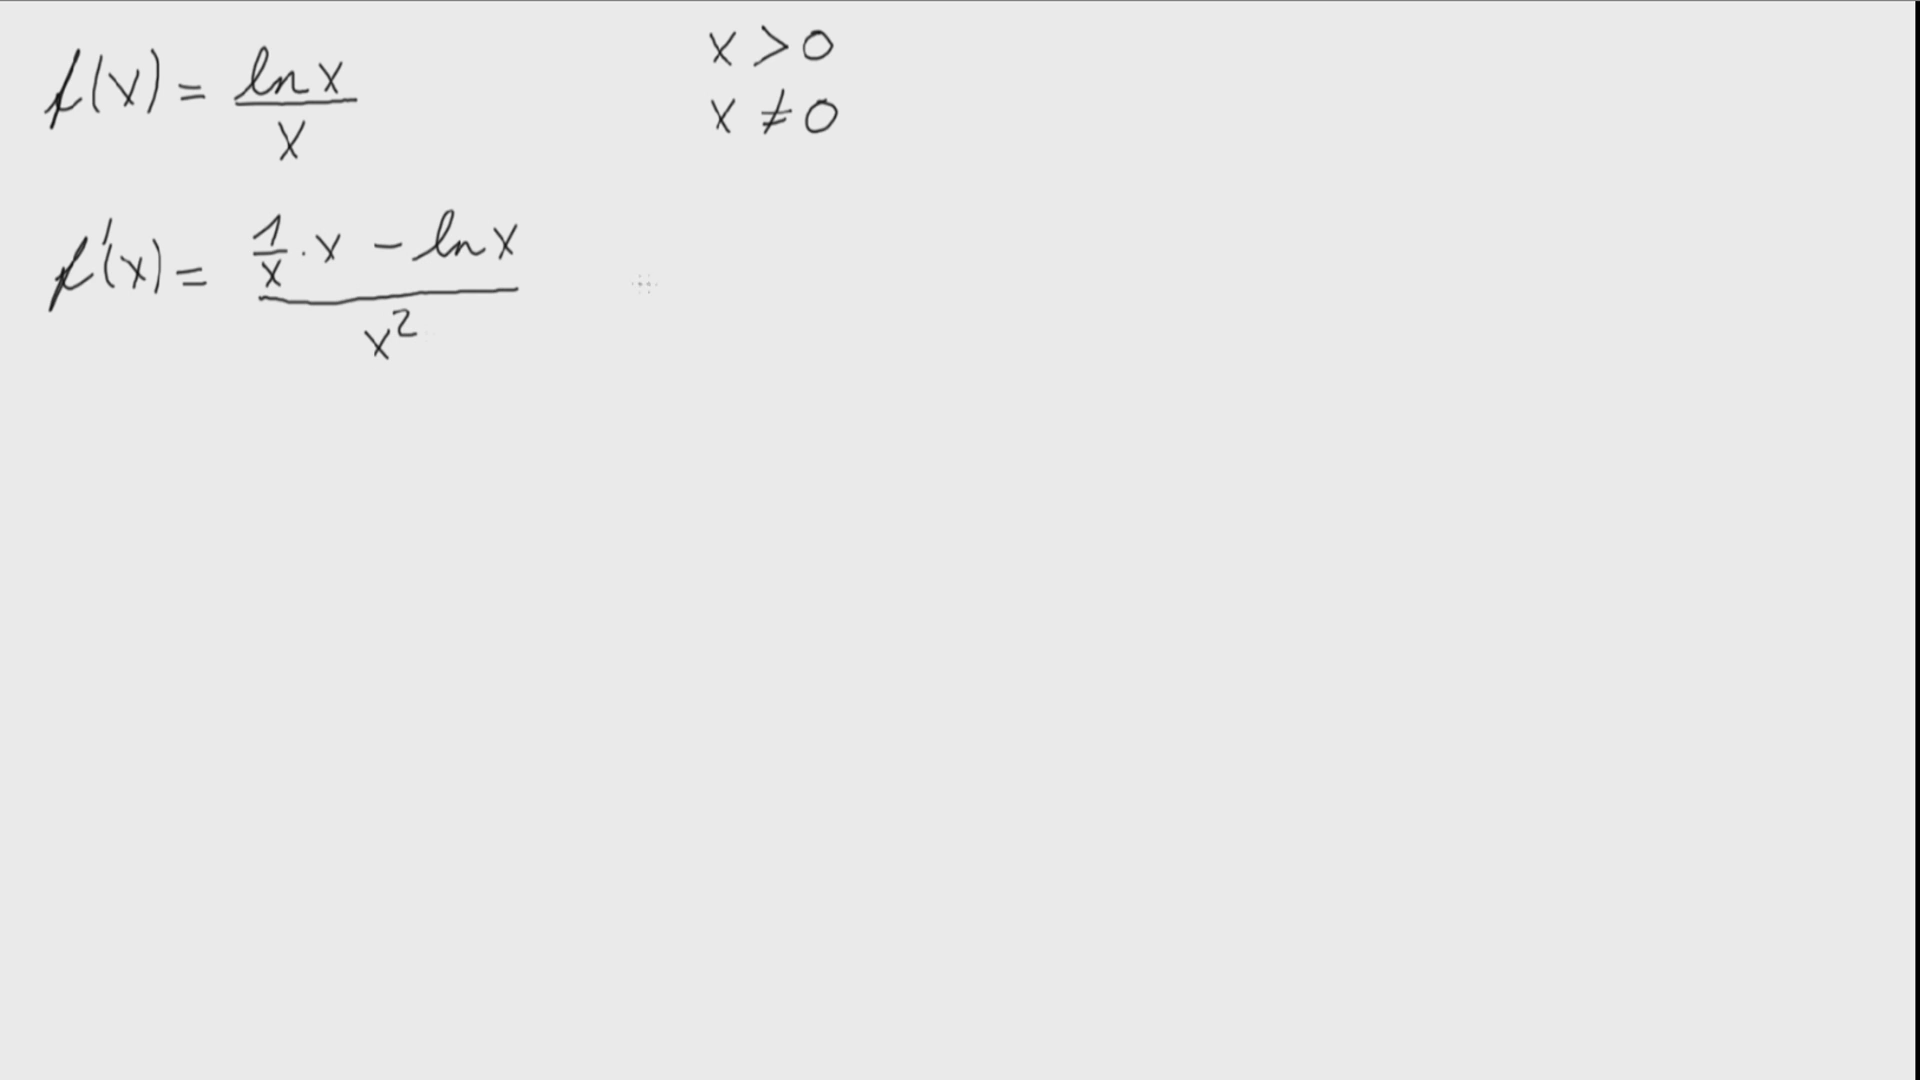 f(x) = ln x / x
x > 0
x ≠ 0
f'(x) = (1/x · x - ln x) / x²